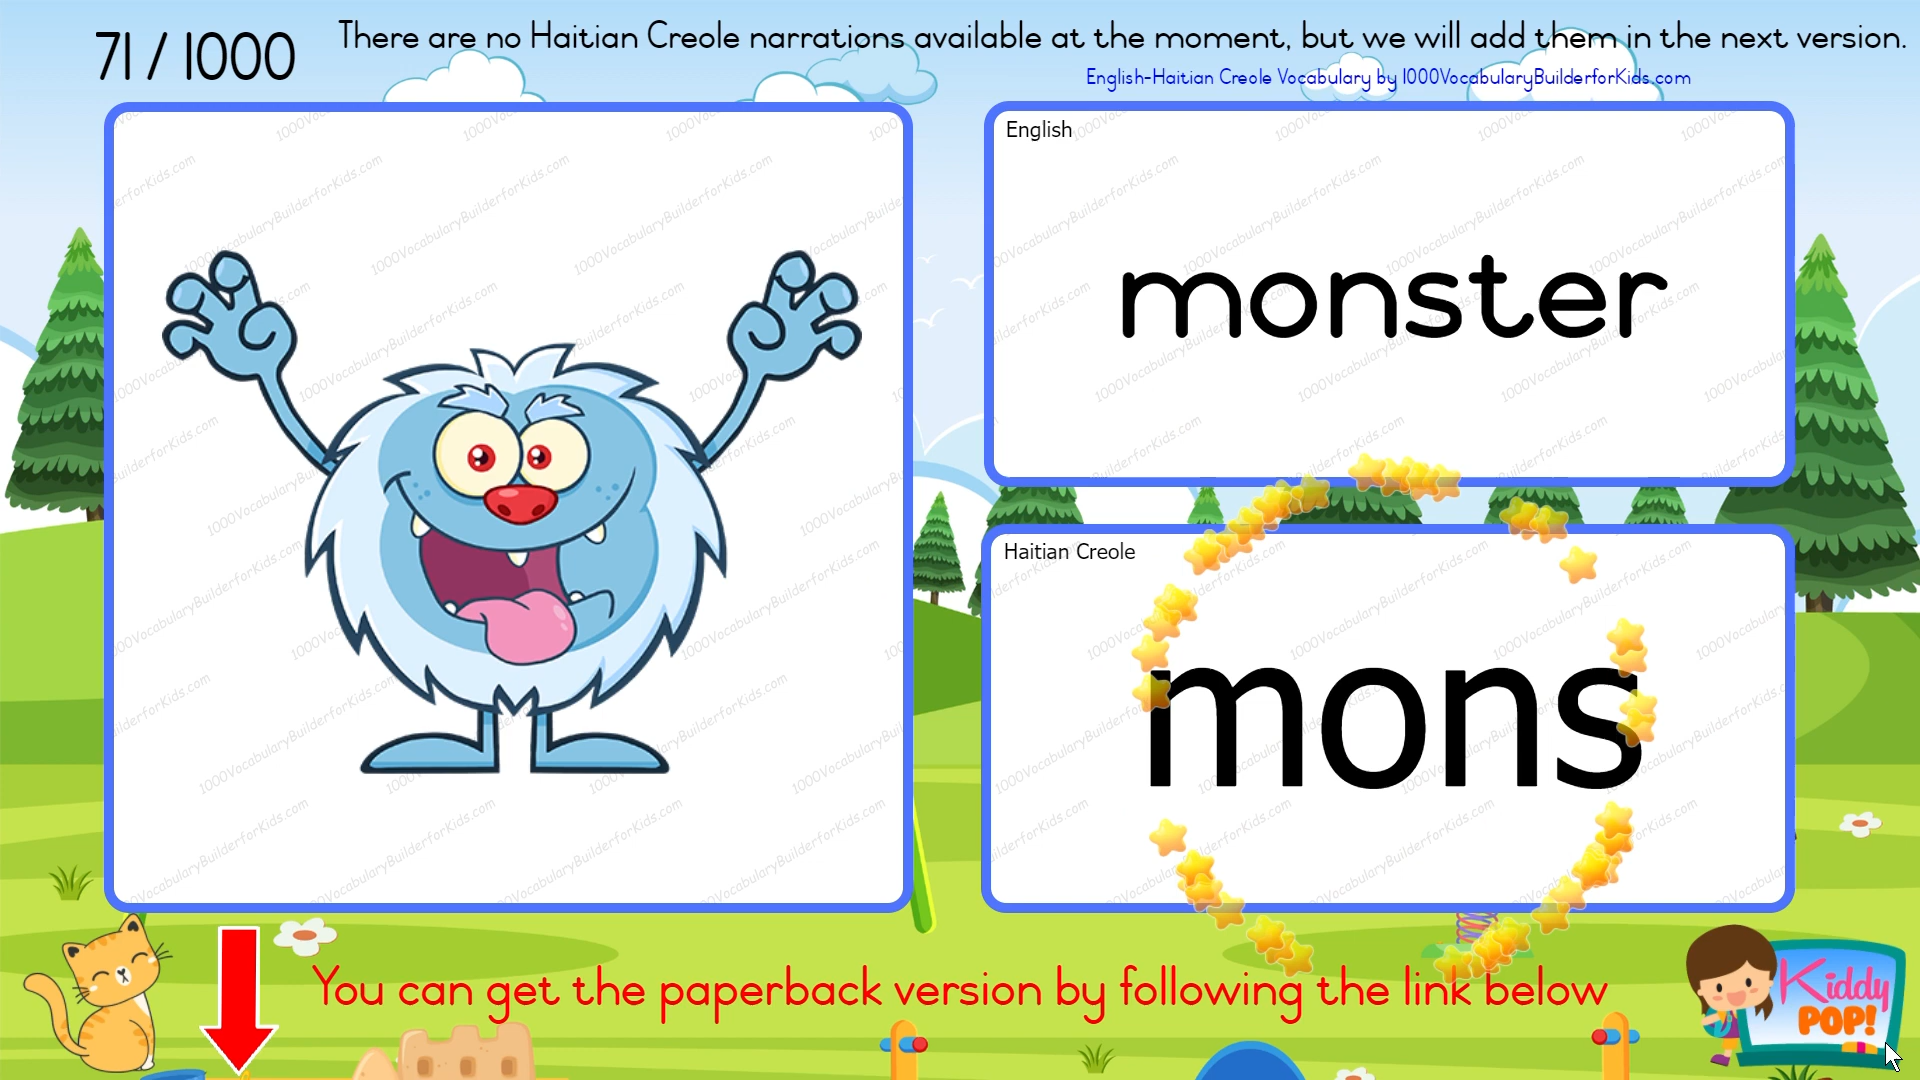 71 / 1000
There are no Haitian Creole narrations available at the moment, but we will add them in the next version.
English-Haitian Creole Vocabulary by 1000VocabularyBuilderforKids.com
English
monster
Haitian Creole
mons
You can get the paperback version by following the link below
Kiddy
POP!
1000VocabularyBuilderforKids.com